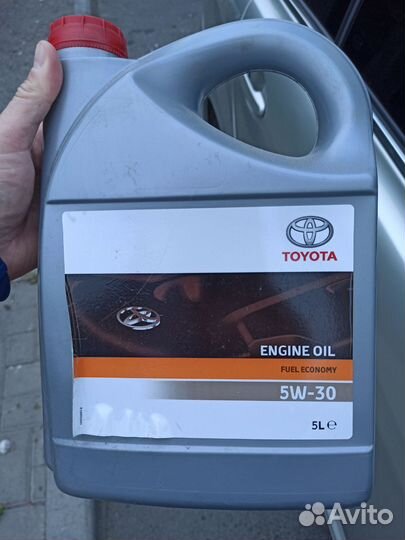 TOYOTA
ENGINE OIL
FUEL ECONOMY
5W-30
5L e
Avito